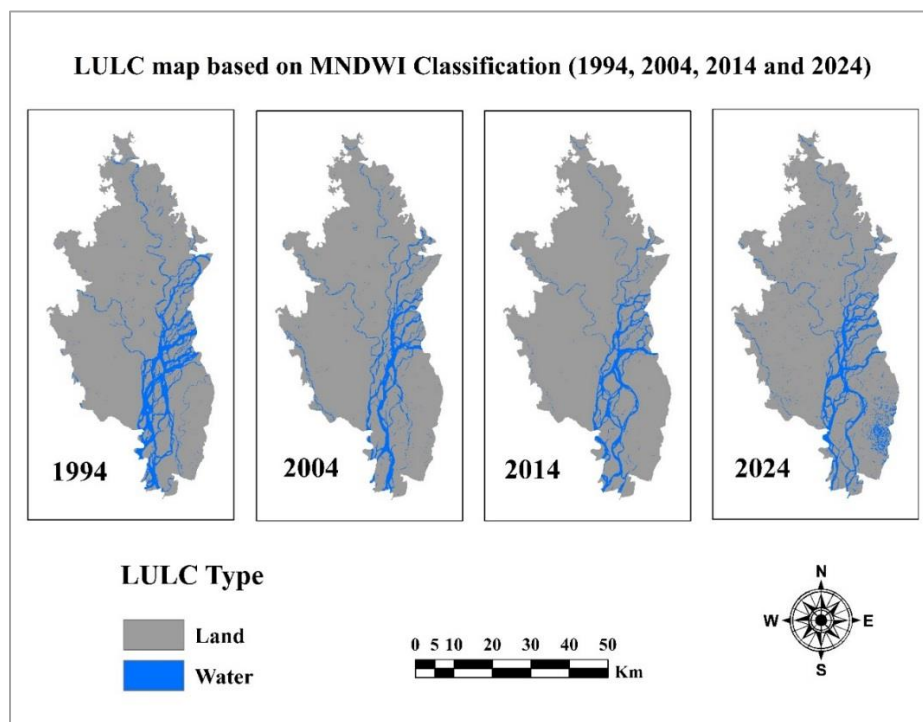 LULC map based on MNDWI Classification (1994, 2004, 2014 and 2024)
1994
2004
2014
2024
LULC Type
Land
Water
0 5 10 20 30 40 50
Km
N
W E
S